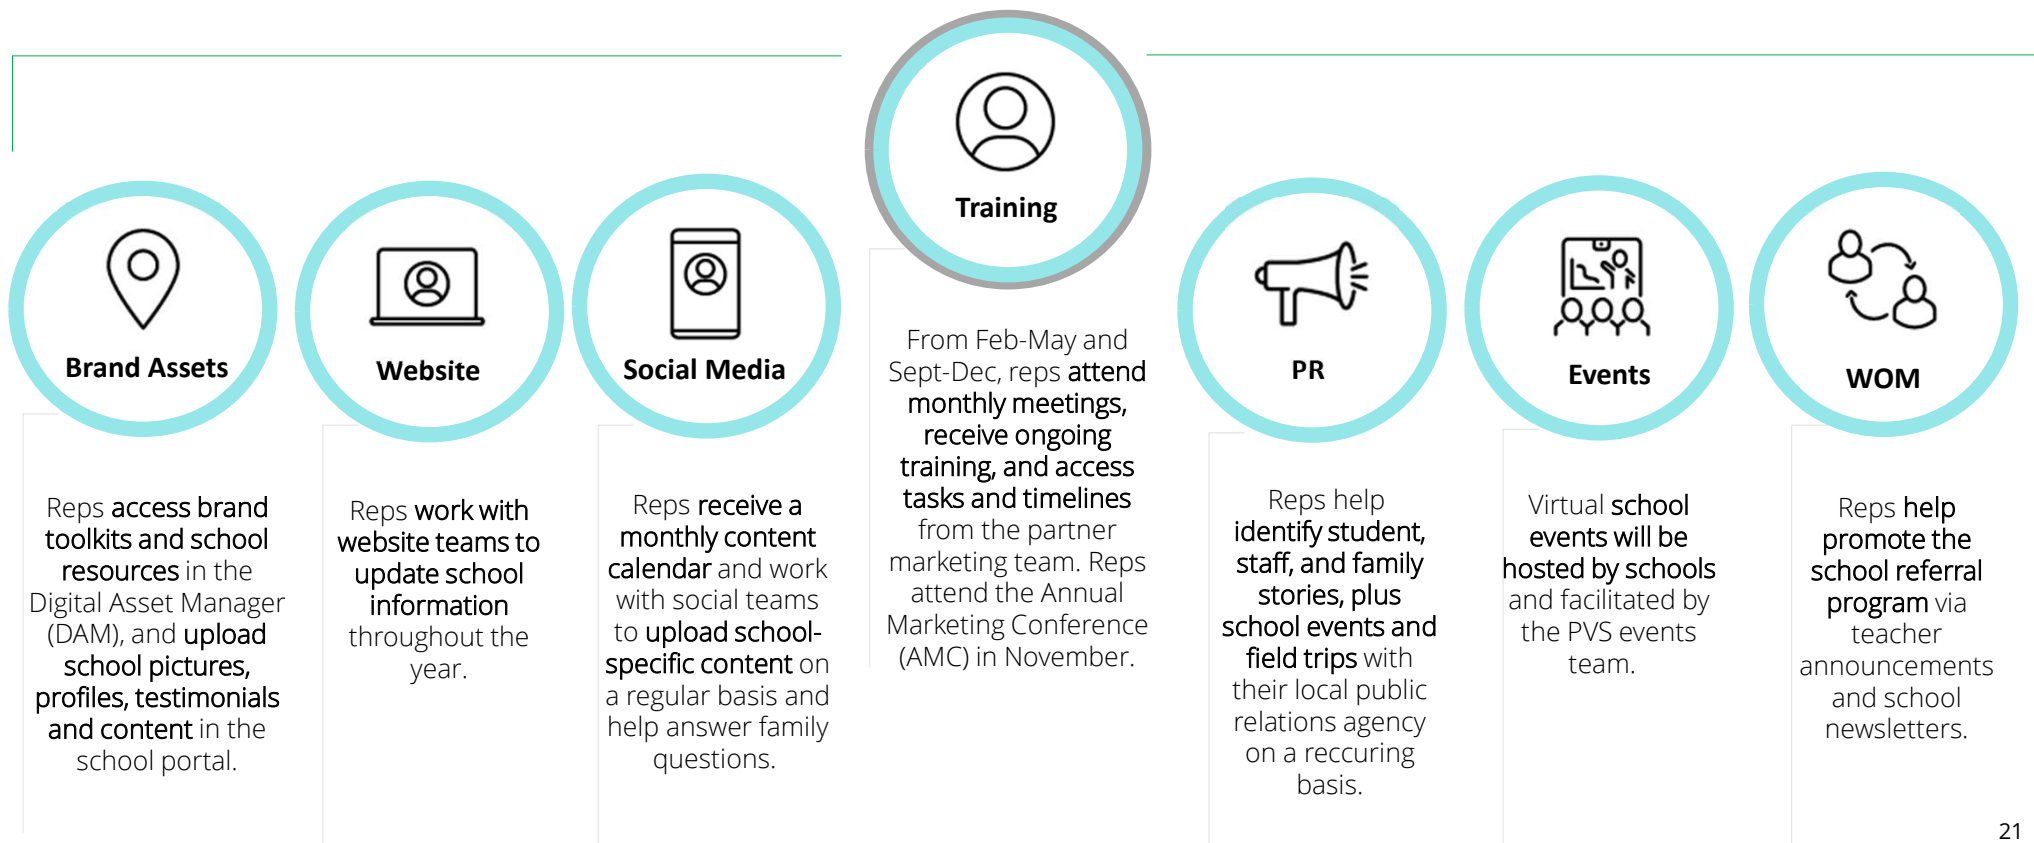 Brand Assets
Reps access brand
toolkits and school
resources in the
Digital Asset Manager
(DAM), and upload
school pictures,
profiles, testimonials
and content in the
school portal.
Website
Reps work with
website teams to
update school
information
throughout the
year.
Social Media
Reps receive a
monthly content
calendar and work
with social teams
to upload school-
specific content on
a regular basis and
help answer family
questions.
Training
From Feb-May and
Sept-Dec, reps attend
monthly meetings,
receive ongoing
training, and access
tasks and timelines
from the partner
marketing team. Reps
attend the Annual
Marketing Conference
(AMC) in November.
PR
Reps help
identify student,
staff, and family
stories, plus
school events and
field trips with
their local public
relations agency
on a reccuring
basis.
Events
Virtual school
events will be
hosted by schools
and facilitated by
the PVS events
team.
WOM
Reps help
promote the
school referral
program via
teacher
announcements
and school
newsletters.
21